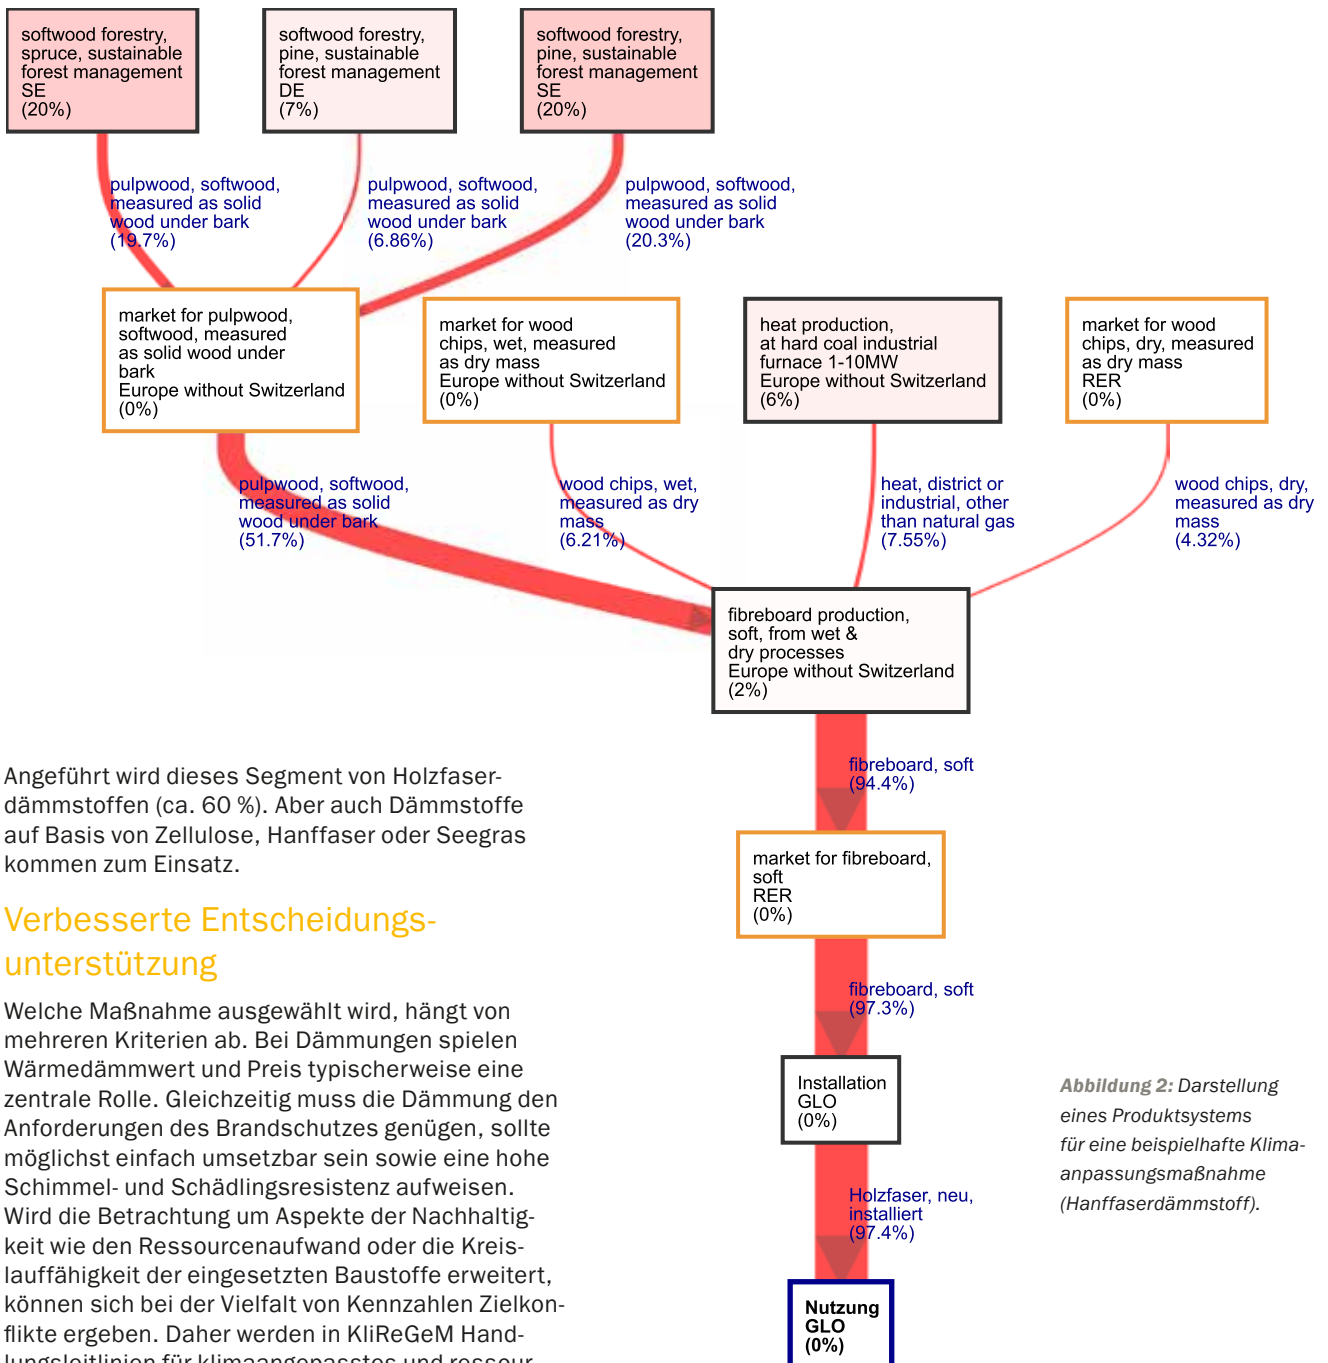 softwood forestry,
spruce, sustainable
forest management
SE
(20%)
softwood forestry,
pine, sustainable
forest management
DE
(7%)
softwood forestry,
pine, sustainable
forest management
SE
(20%)
pulpwood, softwood,
measured as solid
wood under bark
(19.7%)
pulpwood, softwood,
measured as solid
wood under bark
(6.86%)
pulpwood, softwood,
measured as solid
wood under bark
(20.3%)
market for pulpwood,
softwood, measured
as solid wood under
bark
Europe without Switzerland
(0%)
market for wood
chips, wet, measured
as dry mass
Europe without Switzerland
(0%)
heat production,
at hard coal industrial
furnace 1-10MW
Europe without Switzerland
(6%)
market for wood
chips, dry, measured
as dry mass
RER
(0%)
pulpwood, softwood,
measured as solid
wood under bark
(51.7%)
wood chips, wet,
measured as dry
mass
(6.21%)
heat, district or
industrial, other
than natural gas
(7.55%)
wood chips, dry,
measured as dry
mass
(4.32%)
fibreboard production,
soft, from wet &
dry processes
Europe without Switzerland
(2%)
fibreboard, soft
(94.4%)
market for fibreboard,
soft
RER
(0%)
fibreboard, soft
(97.3%)
Installation
GLO
(0%)
Holzfaser, neu,
installiert
(97.4%)
Nutzung
GLO
(0%)
Abbildung 2: Darstellung
eines Produktsystems
für eine beispielhafte Klima-
anpassungsmaßnahme
(Hanffaserdämmstoff).
Angeführt wird dieses Segment von Holzfaser-
dämmstoffen (ca. 60 %). Aber auch Dämmstoffe
auf Basis von Zellulose, Hanffaser oder Seegras
kommen zum Einsatz.
Verbesserte Entscheidungs-
unterstützung
Welche Maßnahme ausgewählt wird, hängt von
mehreren Kriterien ab. Bei Dämmungen spielen
Wärmedämmwert und Preis typischerweise eine
zentrale Rolle. Gleichzeitig muss die Dämmung den
Anforderungen des Brandschutzes genügen, sollte
möglichst einfach umsetzbar sein sowie eine hohe
Schimmel- und Schädlingsresistenz aufweisen.
Wird die Betrachtung um Aspekte der Nachhaltig-
keit wie den Ressourcenaufwand oder die Kreis-
lauffähigkeit der eingesetzten Baustoffe erweitert,
können sich bei der Vielfalt von Kennzahlen Zielkon-
flikte ergeben. Daher werden in KliReGeM Hand-
lungsleitlinien für klimaangepasstes und ressour-